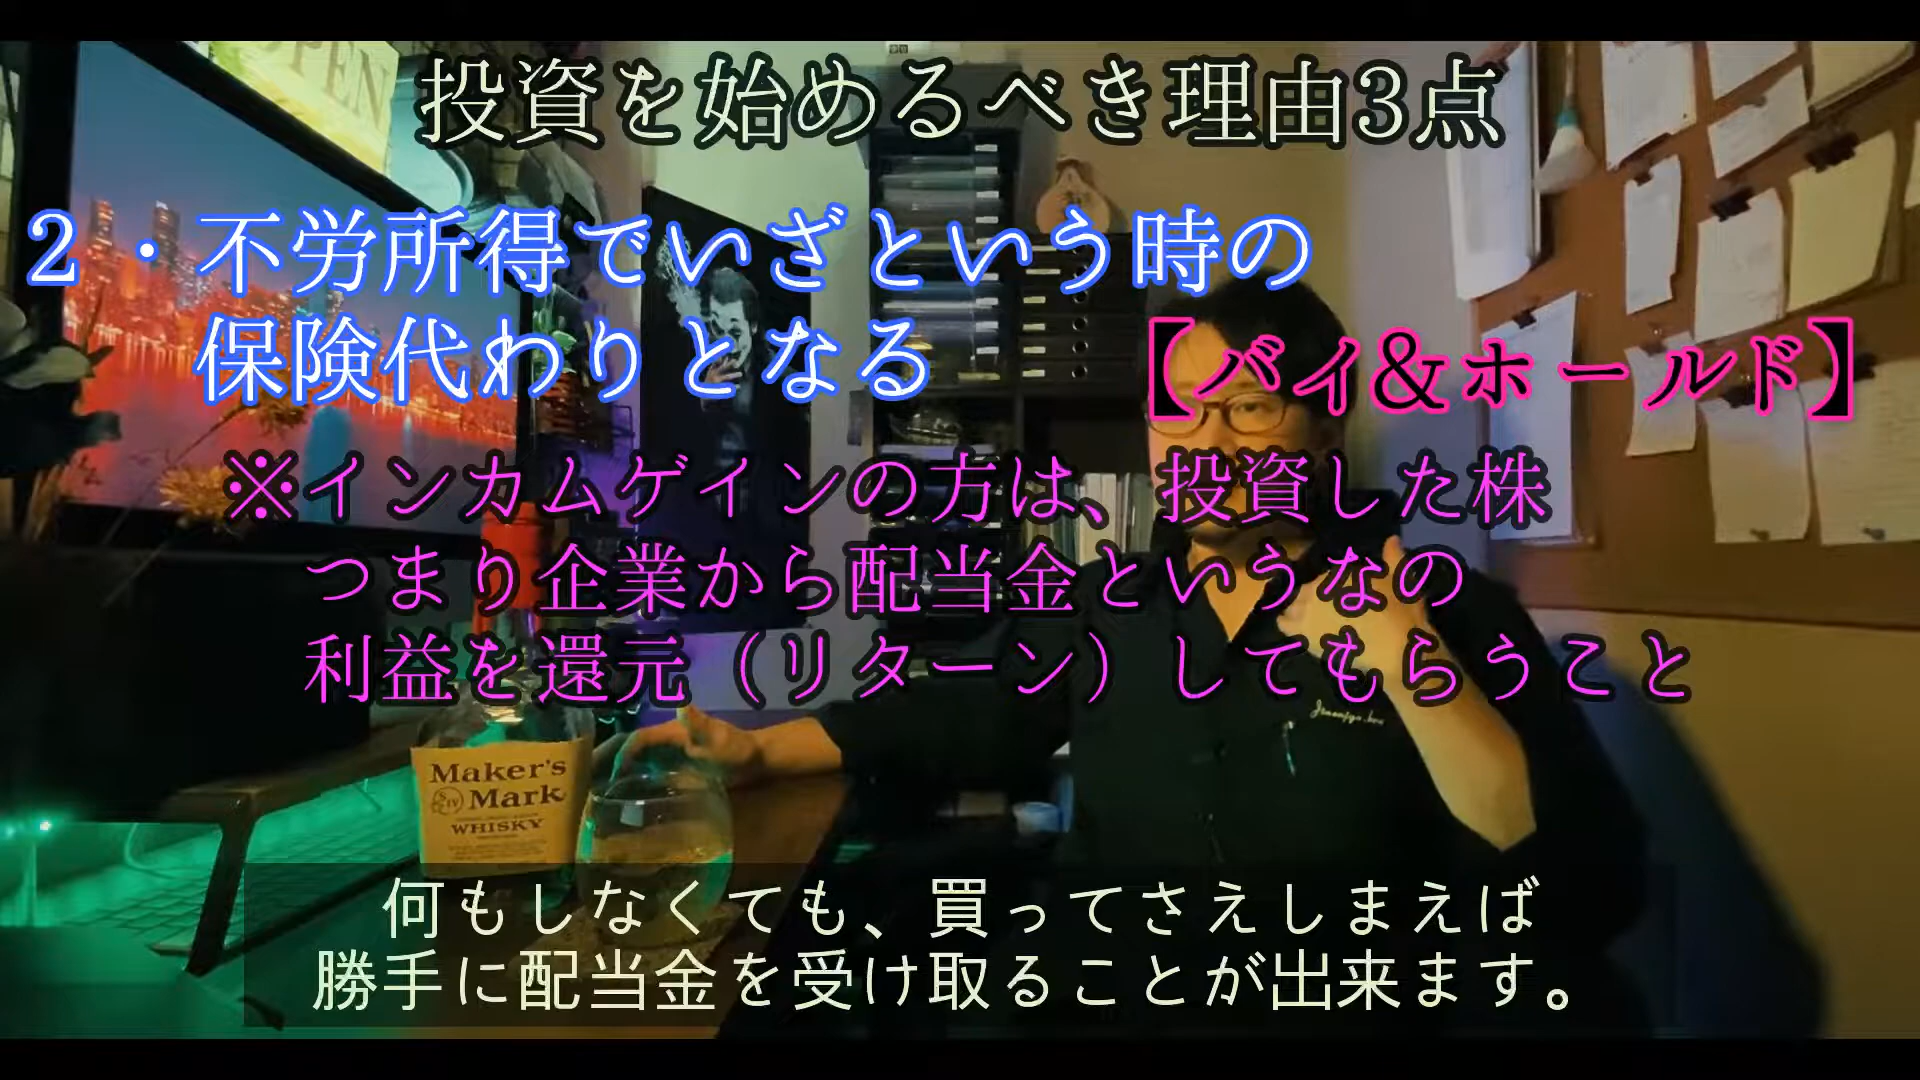 OPEN
投資を始めるべき理由3点
２・不労所得でいざという時の
保険代わりとなる
【バイ&ホールド】
※インカムゲインの方は、投資した株
つまり企業から配当金というなの
利益を還元（リターン）してもらうこと
Maker's
SIV Mark
WHISKY
何もしなくても、買ってさえしまえば
勝手に配当金を受け取ることが出来ます。